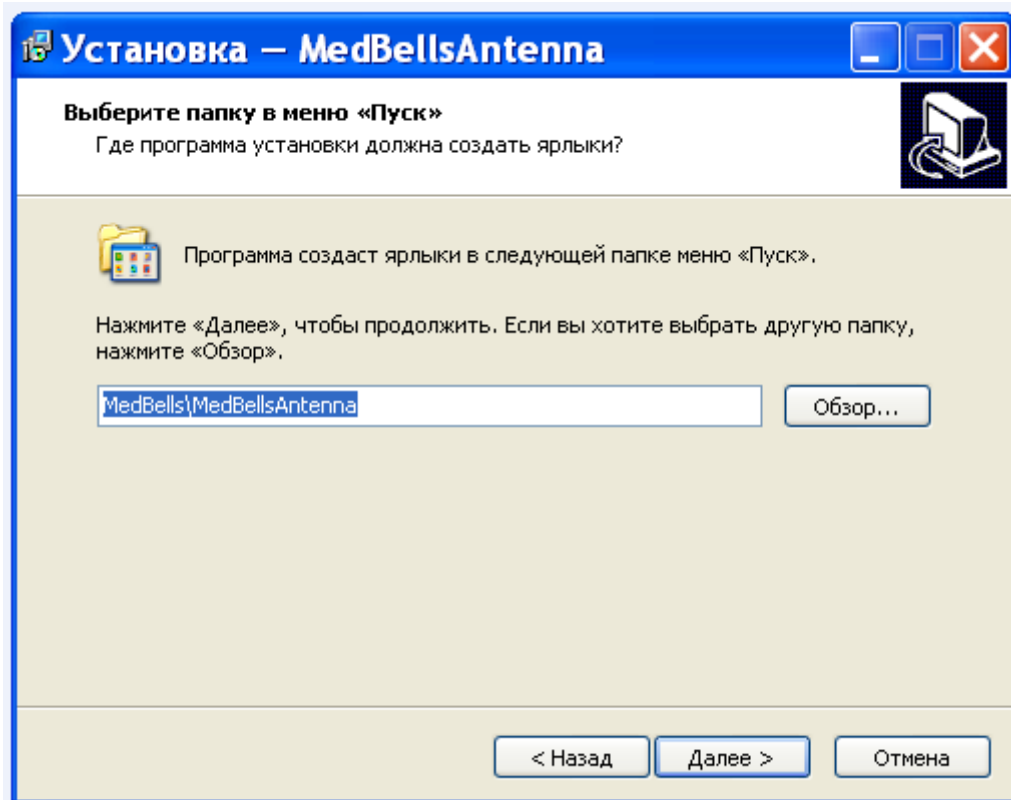 Установка — MedBellsAntenna
Выберите папку в меню «Пуск»
Где программа установки должна создать ярлыки?
Программа создаст ярлыки в следующей папке меню «Пуск».
Нажмите «Далее», чтобы продолжить. Если вы хотите выбрать другую папку,
нажмите «Обзор».
MedBells\MedBellsAntenna
Обзор...
< Назад
Далее >
Отмена